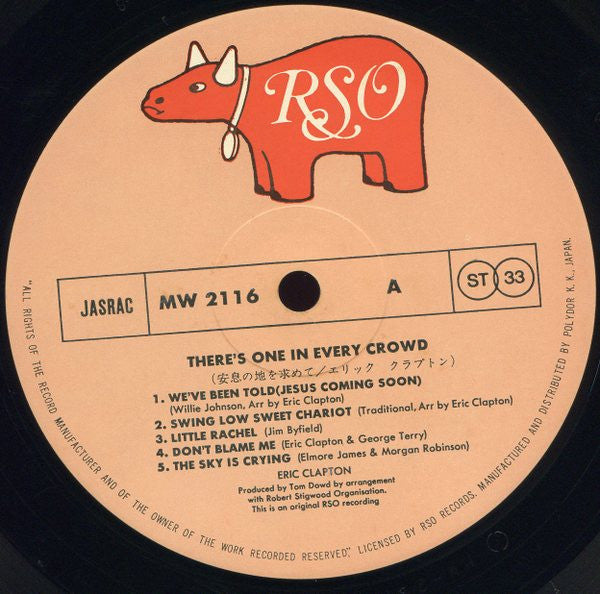 RSO
JASRAC
MW 2116
A
ST 33
THERE'S ONE IN EVERY CROWD
(安息の地を求めて/エリック クラプトン)
1. WE'VE BEEN TOLD(JESUS COMING SOON)
(Willie Johnson, Arr by Eric Clapton)
2. SWING LOW SWEET CHARIOT (Traditional, Arr by Eric Clapton)
3. LITTLE RACHEL (Jim Byfield)
4. DON'T BLAME ME (Eric Clapton & George Terry)
5. THE SKY IS CRYING (Elmore James & Morgan Robinson)
ERIC CLAPTON
Produced by Tom Dowd by arrangement
with Robert Stigwood Organisation.
This is an original RSO recording
"ALL RIGHTS OF THE RECORD MANUFACTURER AND OF THE OWNER OF THE WORK RECORDED RESERVED". LICENSED BY RSO RECORDS. MANUFACTURED AND DISTRIBUTED BY POLYDOR K. K., JAPAN.